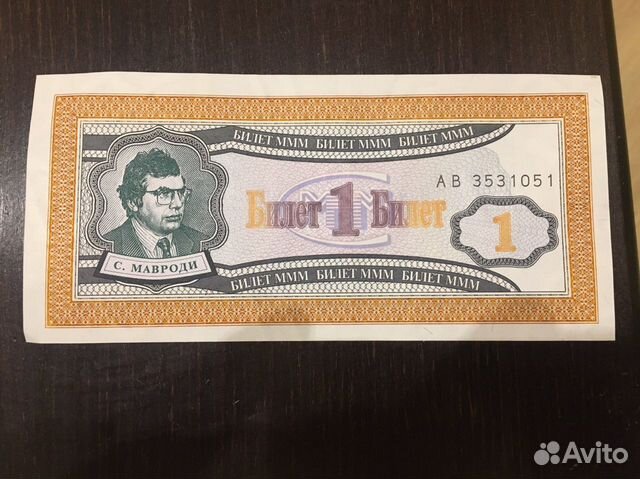 БИЛЕТ МММ БИЛЕТ МММ БИЛЕТ МММ
АВ 3531051
Билет 1 Билет
1
С. МАВРОДИ
БИЛЕТ МММ БИЛЕТ МММ БИЛЕТ МММ
Avito